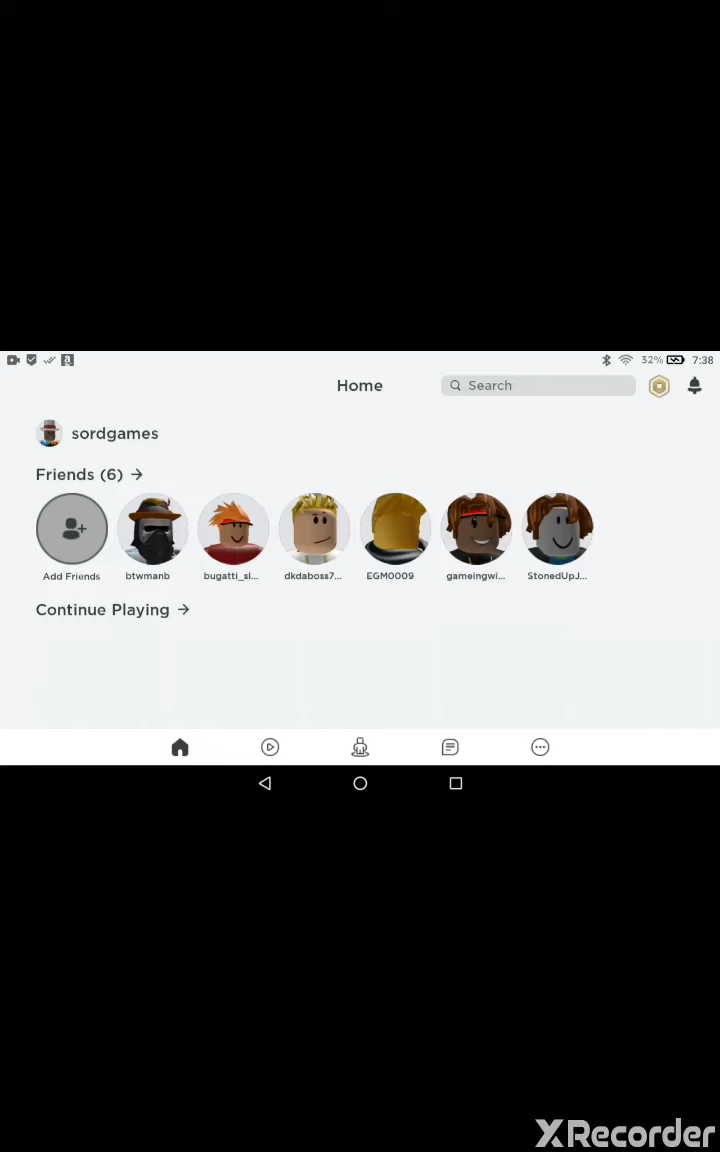 32% 7:38
Home
Search
sordgames
Friends (6) →
Add Friends btwmanb bugatti_sl... dkdaboss7... EGM0009 gameingwi... StonedUpJ...
Continue Playing →
XRecorder